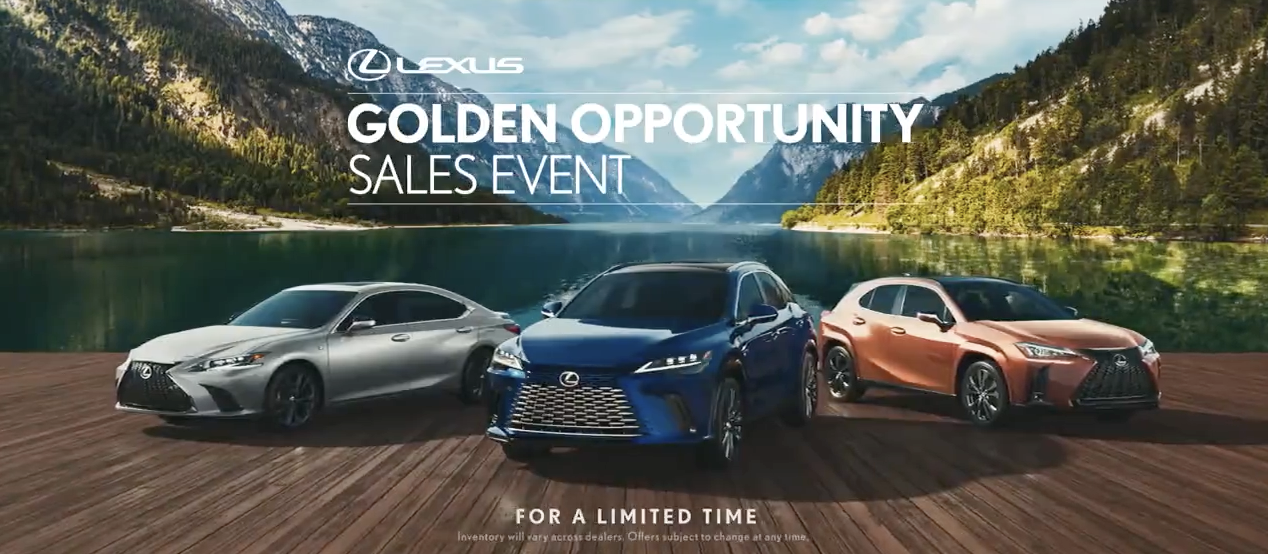 LEXUS
GOLDEN OPPORTUNITY
SALES EVENT
FOR A LIMITED TIME
Inventory will vary across dealers. Offers subject to change at any time.